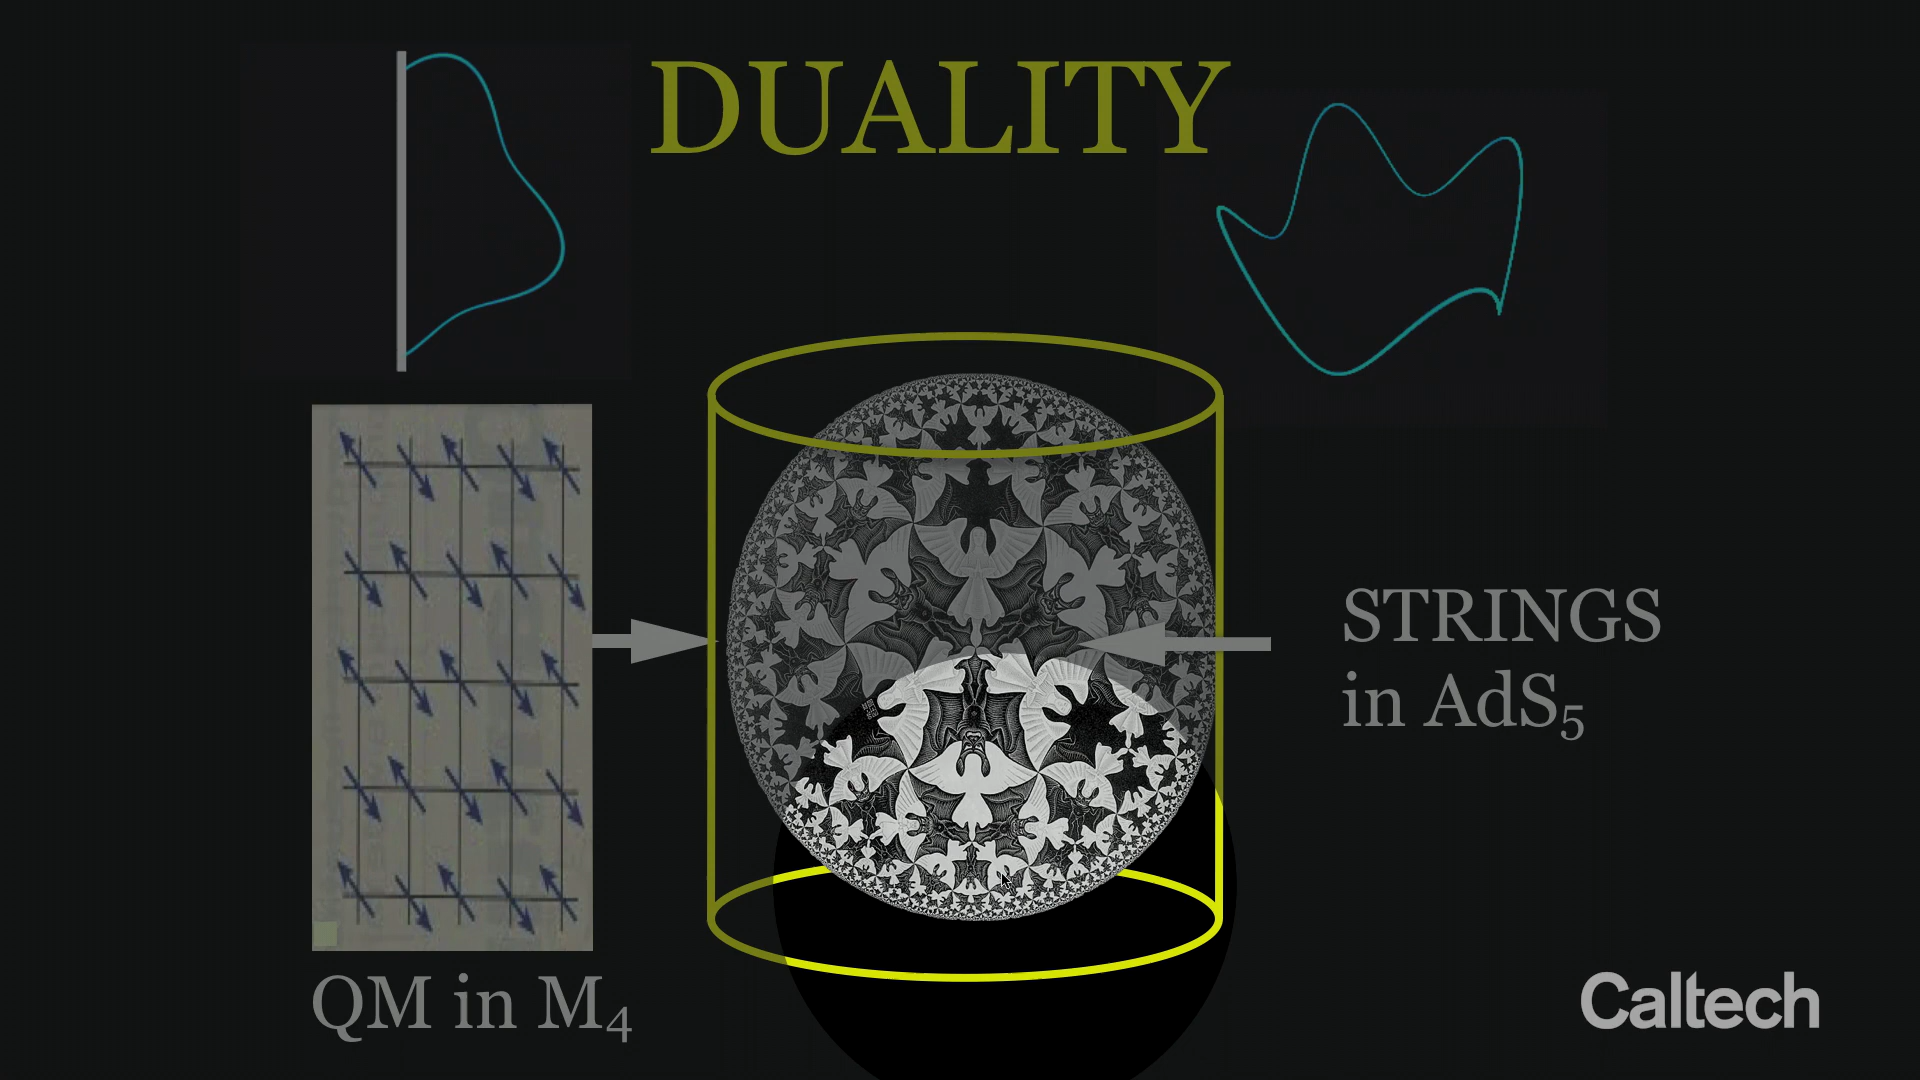 DUALITY
STRINGS
in AdS₅
QM in M₄
Caltech